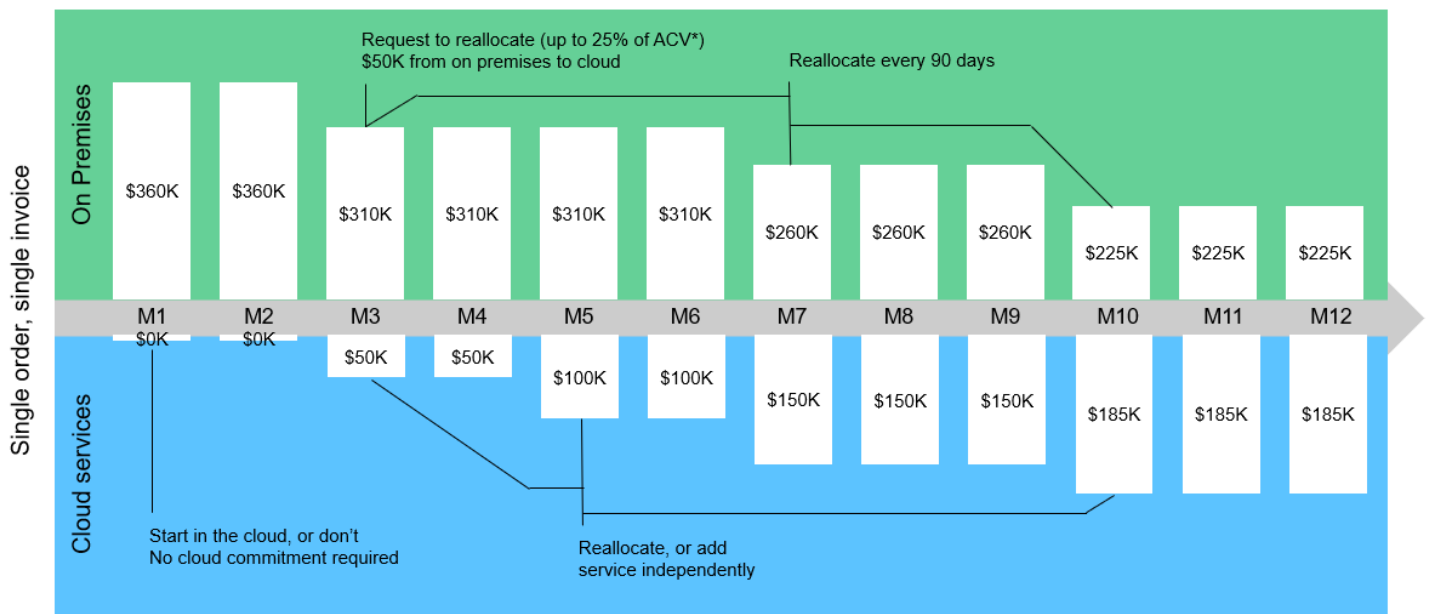 Request to reallocate (up to 25% of ACV*)
$50K from on premises to cloud
Reallocate every 90 days
Single order, single invoice
On Premises
$360K
$360K
$310K
$310K
$310K
$310K
$260K
$260K
$260K
$225K
$225K
$225K
M1
M2
M3
M4
M5
M6
M7
M8
M9
M10
M11
M12
Cloud services
$0K
$0K
$50K
$50K
$100K
$100K
$150K
$150K
$150K
$185K
$185K
$185K
Start in the cloud, or don’t
No cloud commitment required
Reallocate, or add
service independently